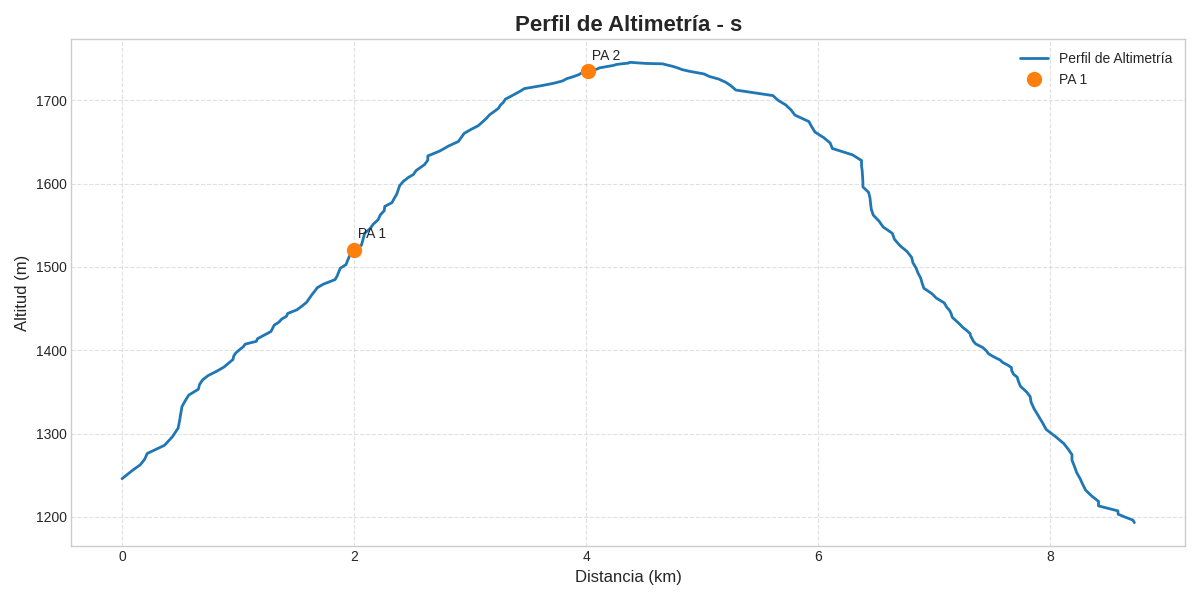 Perfil de Altimetría - s
PA 2
Perfil de Altimetría
PA 1
PA 1
1700
1600
1500
1400
1300
1200
Altitud (m)
0 2 4 6 8
Distancia (km)